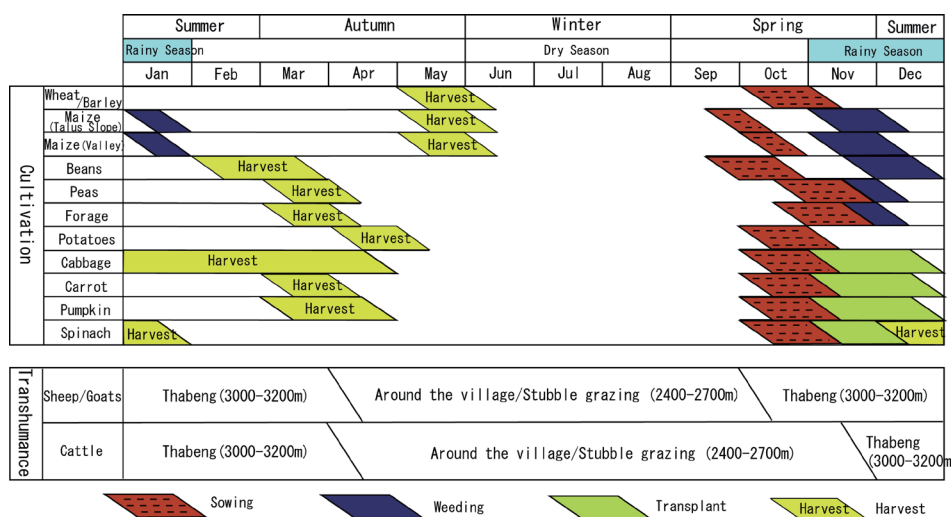 Summer Autumn Winter Spring Summer
Rainy Season Dry Season Rainy Season
Jan Feb Mar Apr May Jun Jul Aug Sep Oct Nov Dec
Cultivation
Wheat/Barley Harvest
Maize (Talus Slope) Harvest
Maize (Valley) Harvest
Beans Harvest
Peas Harvest
Forage Harvest
Potatoes Harvest
Cabbage Harvest
Carrot Harvest
Pumpkin Harvest
Spinach Harvest Harvest
Transhumance
Sheep/Goats Thabeng(3000-3200m) Around the village/Stubble grazing (2400-2700m) Thabeng(3000-3200m)
Cattle Thabeng(3000-3200m) Around the village/Stubble grazing (2400-2700m) Thabeng
(3000-3200m
Sowing Weeding Transplant Harvest Harvest